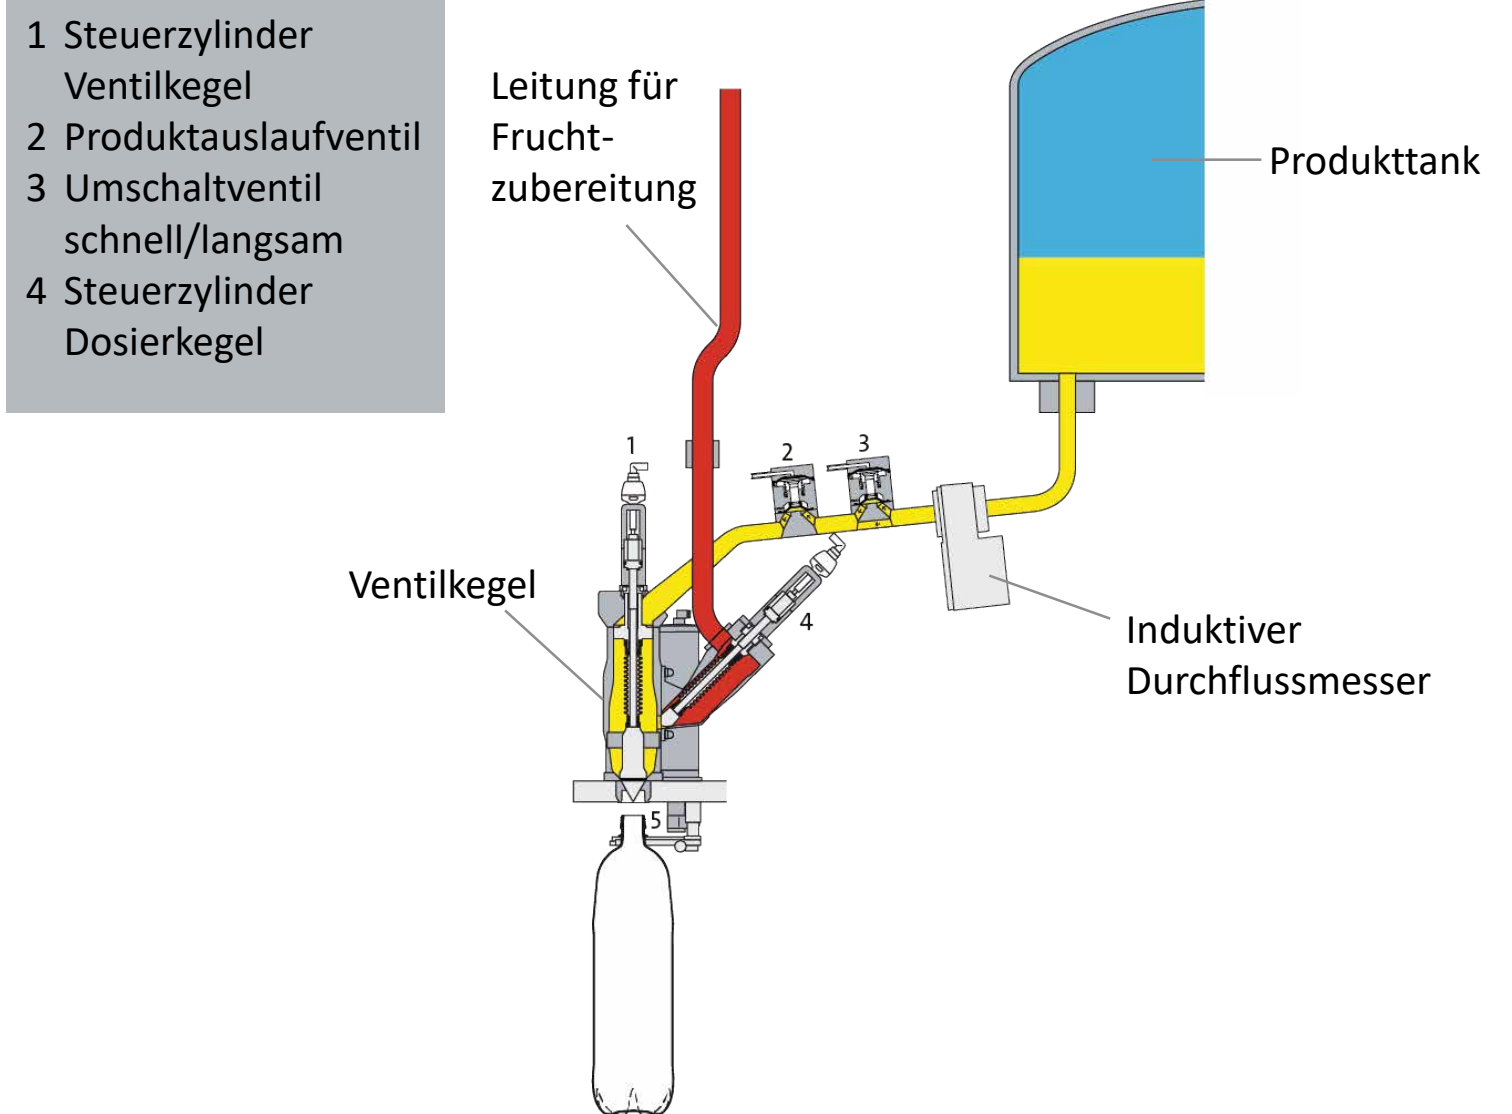 1 Steuerzylinder
Ventilkegel
2 Produktauslaufventil
3 Umschaltventil
schnell/langsam
4 Steuerzylinder
Dosierkegel
Leitung für
Frucht-
zubereitung
Produkttank
1
2
3
Ventilkegel
4
Induktiver
Durchflussmesser
5